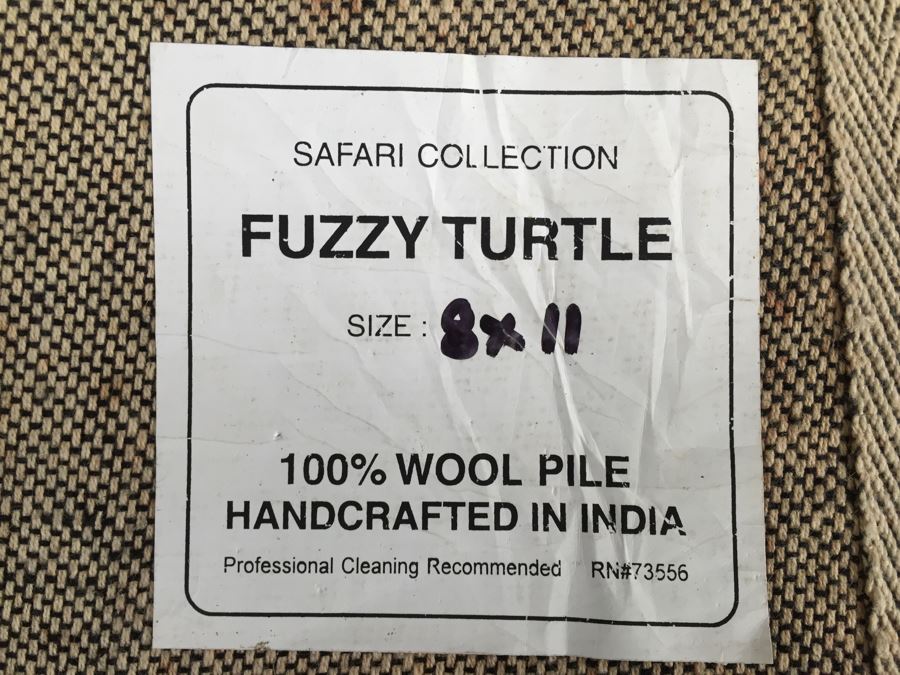 SAFARI COLLECTION
FUZZY TURTLE
SIZE : 8x11
100% WOOL PILE
HANDCRAFTED IN INDIA
Professional Cleaning Recommended RN#73556